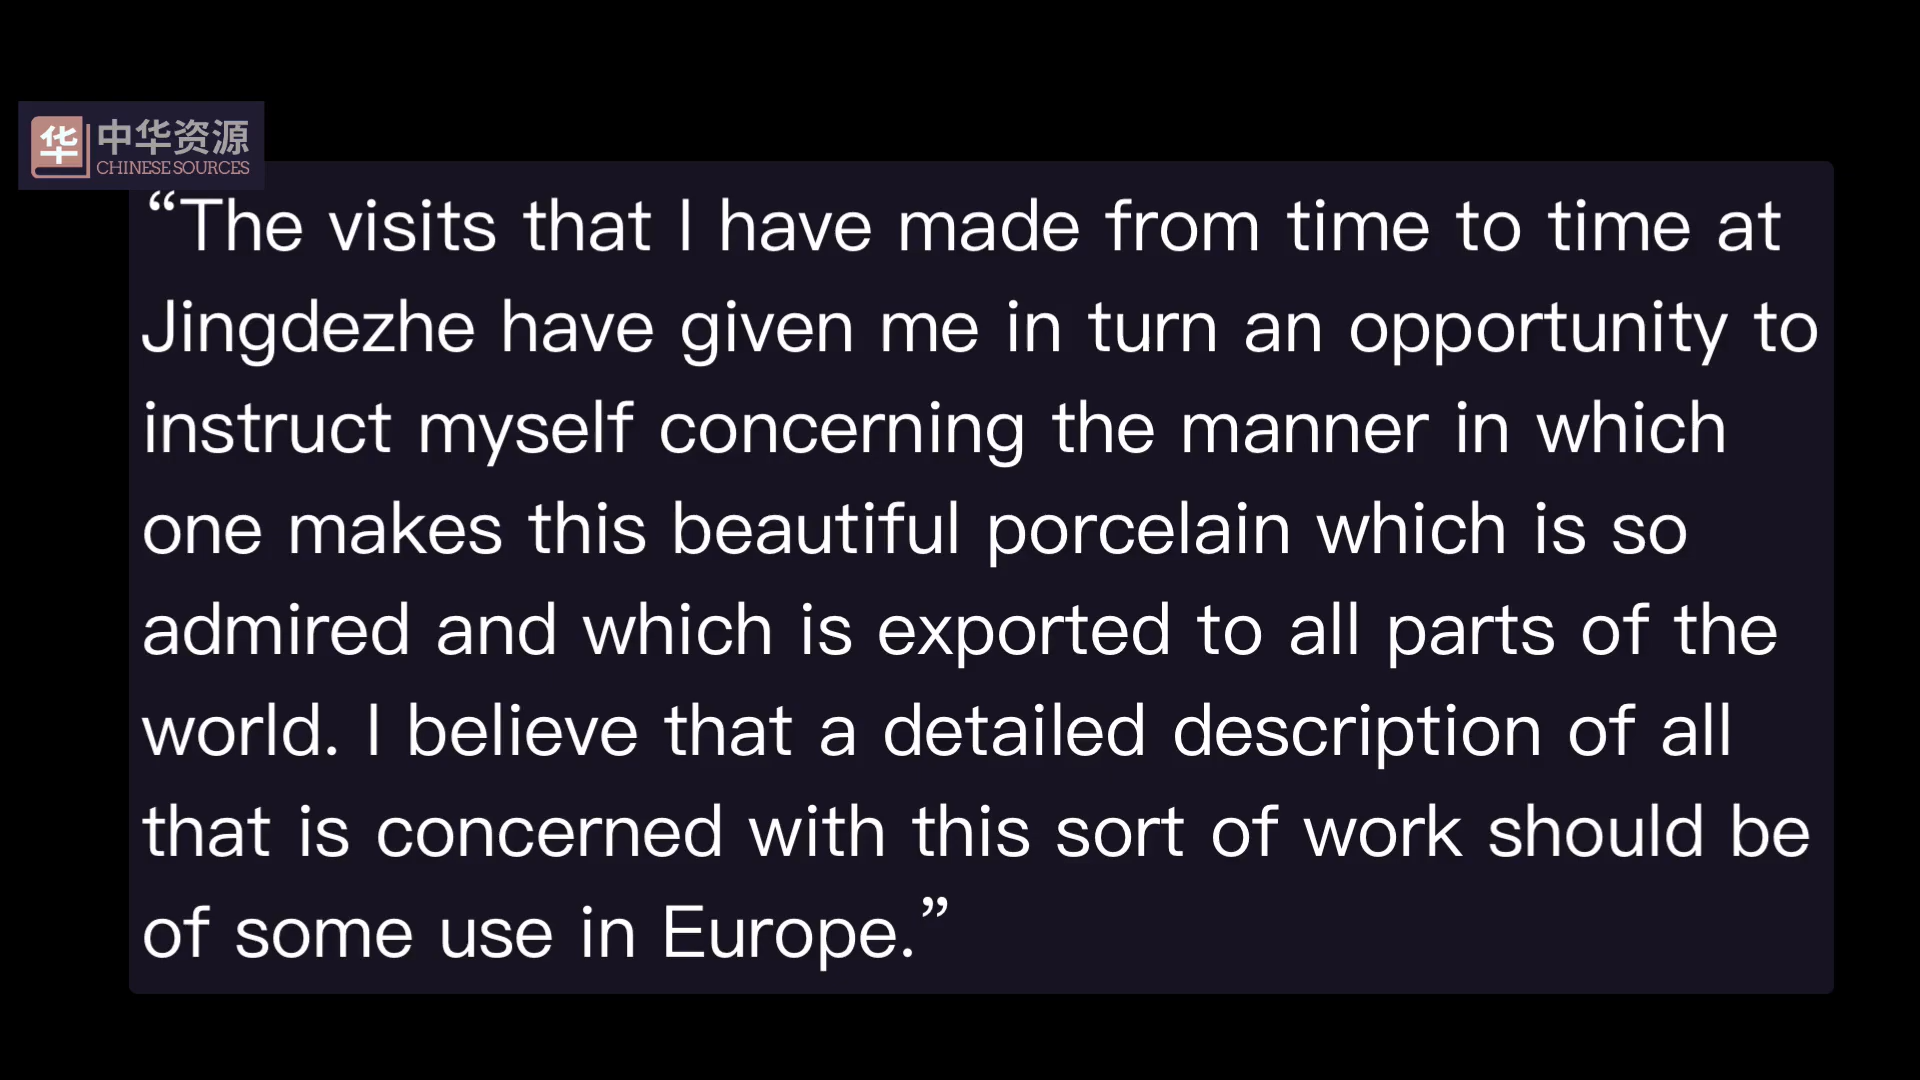 华 中华资源
CHINESE SOURCES
“The visits that I have made from time to time at
Jingdezhe have given me in turn an opportunity to
instruct myself concerning the manner in which
one makes this beautiful porcelain which is so
admired and which is exported to all parts of the
world. I believe that a detailed description of all
that is concerned with this sort of work should be
of some use in Europe.”